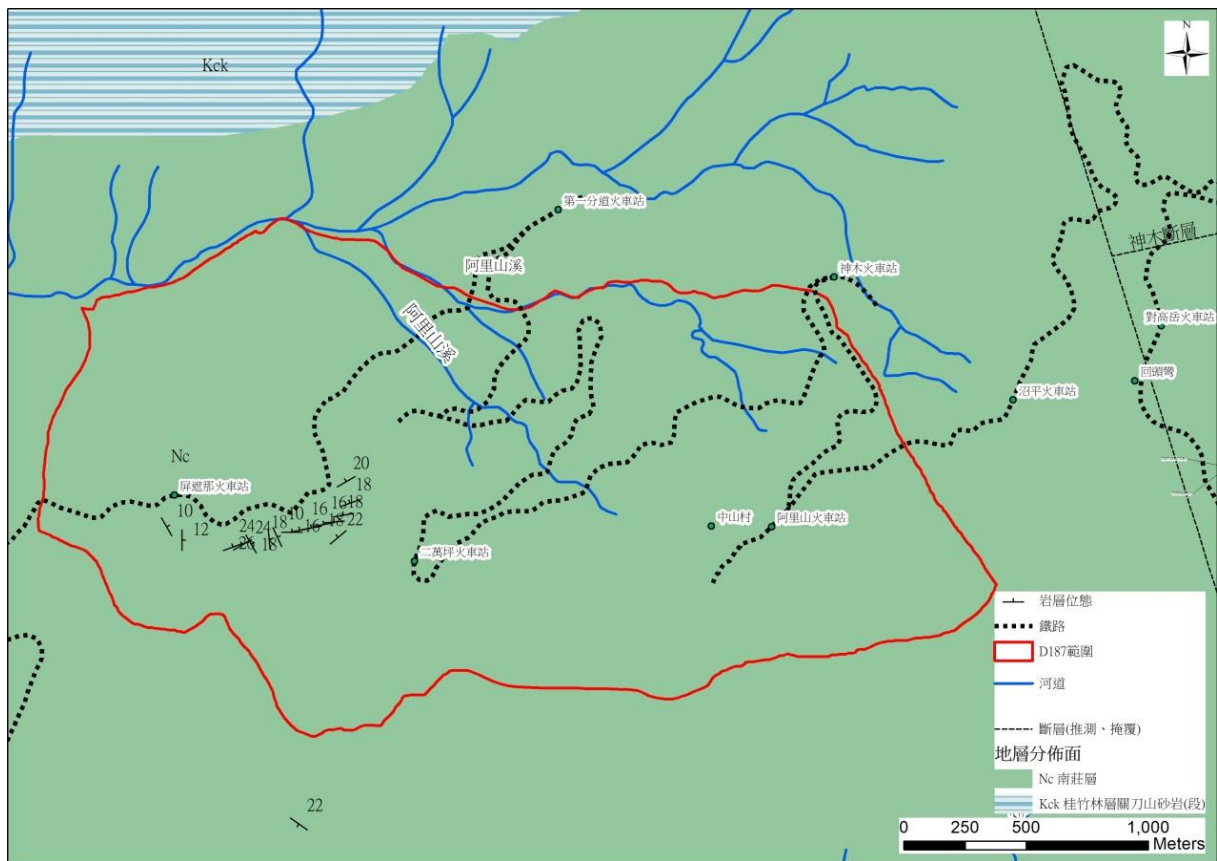 N
Kck
第一分道火車站
神木斷層
阿里山溪
神木火車站
阿里山溪
對高岳火車站
回頭彎
沼平火車站
20
Nc
屏遮那火車站
18
10
10
16
16
18
12
24
24
18
16
18
22
26
18
中山村
阿里山火車站
二萬坪火車站
岩層位態
鐵路
D187範圍
河道
斷層(推測、掩覆)
地層分佈面
Nc 南莊層
Kck 桂竹林層關刀山砂岩(段)
22
0
250
500
1,000
Meters